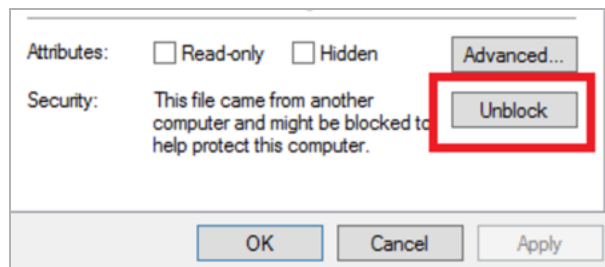 Attributes: Read-only Hidden Advanced...
Security: This file came from another
computer and might be blocked to
help protect this computer.
Unblock
OK Cancel Apply